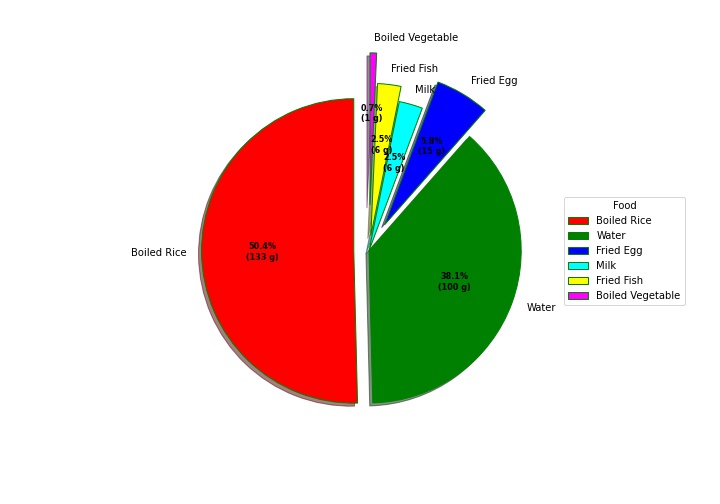 Boiled Vegetable
Fried Fish
Fried Egg
Milk
0.7%
(1 g)
2.5%
(6 g)
5.8%
(15 g)
2.5%
(6 g)
Boiled Rice
50.4%
(133 g)
38.1%
(100 g)
Water
Food
Boiled Rice
Water
Fried Egg
Milk
Fried Fish
Boiled Vegetable